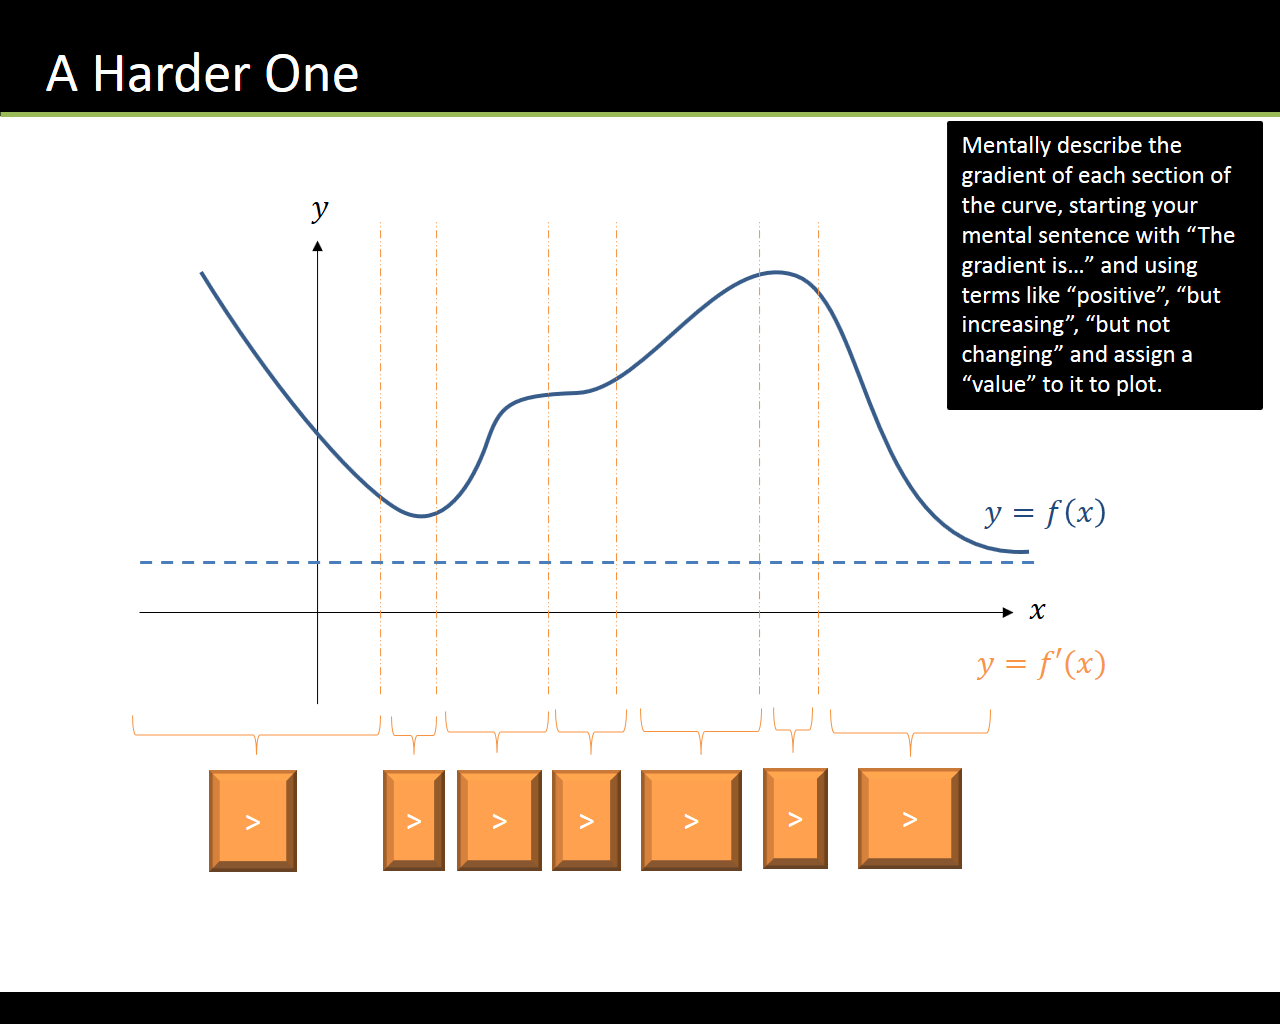 A Harder One
Mentally describe the
gradient of each section of
the curve, starting your
mental sentence with “The
gradient is…” and using
terms like “positive”, “but
increasing”, “but not
changing” and assign a
“value” to it to plot.
y
y = f(x)
x
y = f′(x)
> > > > > > >